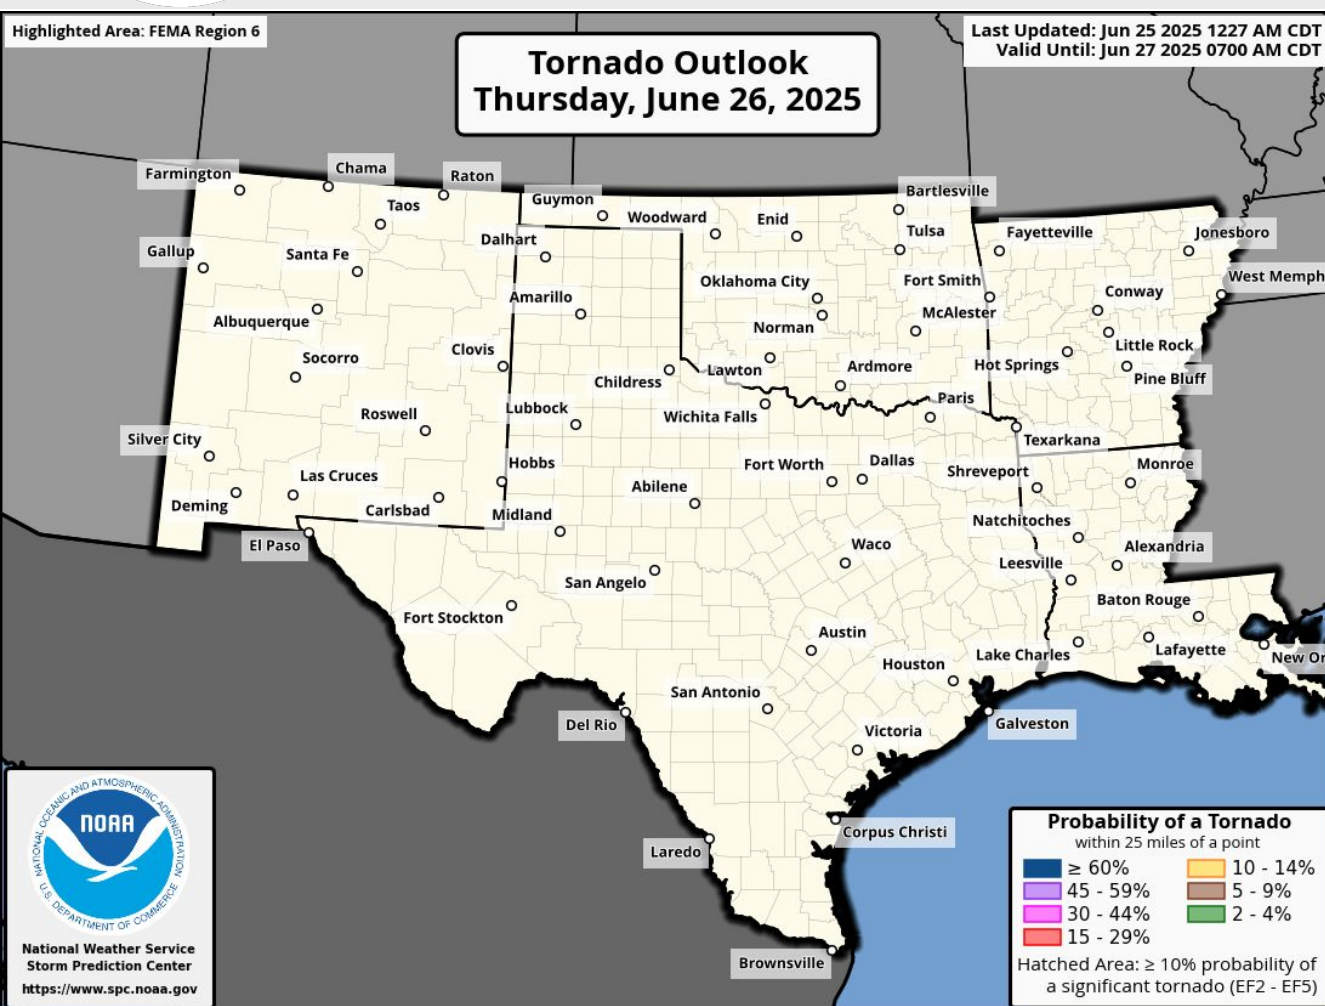 Highlighted Area: FEMA Region 6
Last Updated: Jun 25 2025 1227 AM CDT
Valid Until: Jun 27 2025 0700 AM CDT
Tornado Outlook
Thursday, June 26, 2025
Farmington
Chama
Raton
Taos
Guymon
Woodward
Enid
Bartlesville
Tulsa
Fayetteville
Jonesboro
Gallup
Santa Fe
Dalhart
Oklahoma City
Fort Smith
West Memph
Conway
Amarillo
Albuquerque
Norman
McAlester
Little Rock
Socorro
Clovis
Childress
Lawton
Ardmore
Hot Springs
Pine Bluff
Roswell
Lubbock
Wichita Falls
Paris
Texarkana
Silver City
Las Cruces
Hobbs
Fort Worth
Dallas
Shreveport
Monroe
Deming
Carlsbad
Midland
Abilene
Natchitoches
El Paso
San Angelo
Waco
Leesville
Alexandria
Fort Stockton
Baton Rouge
Austin
Houston
Lake Charles
Lafayette
New Or
Del Rio
San Antonio
Victoria
Galveston
Laredo
Corpus Christi
Brownsville
NATIONAL OCEANIC AND ATMOSPHERIC ADMINISTRATION
NOAA
U.S. DEPARTMENT OF COMMERCE
National Weather Service
Storm Prediction Center
https://www.spc.noaa.gov
Probability of a Tornado
within 25 miles of a point
≥ 60%
10 - 14%
45 - 59%
5 - 9%
30 - 44%
2 - 4%
15 - 29%
Hatched Area: ≥ 10% probability of
a significant tornado (EF2 - EF5)